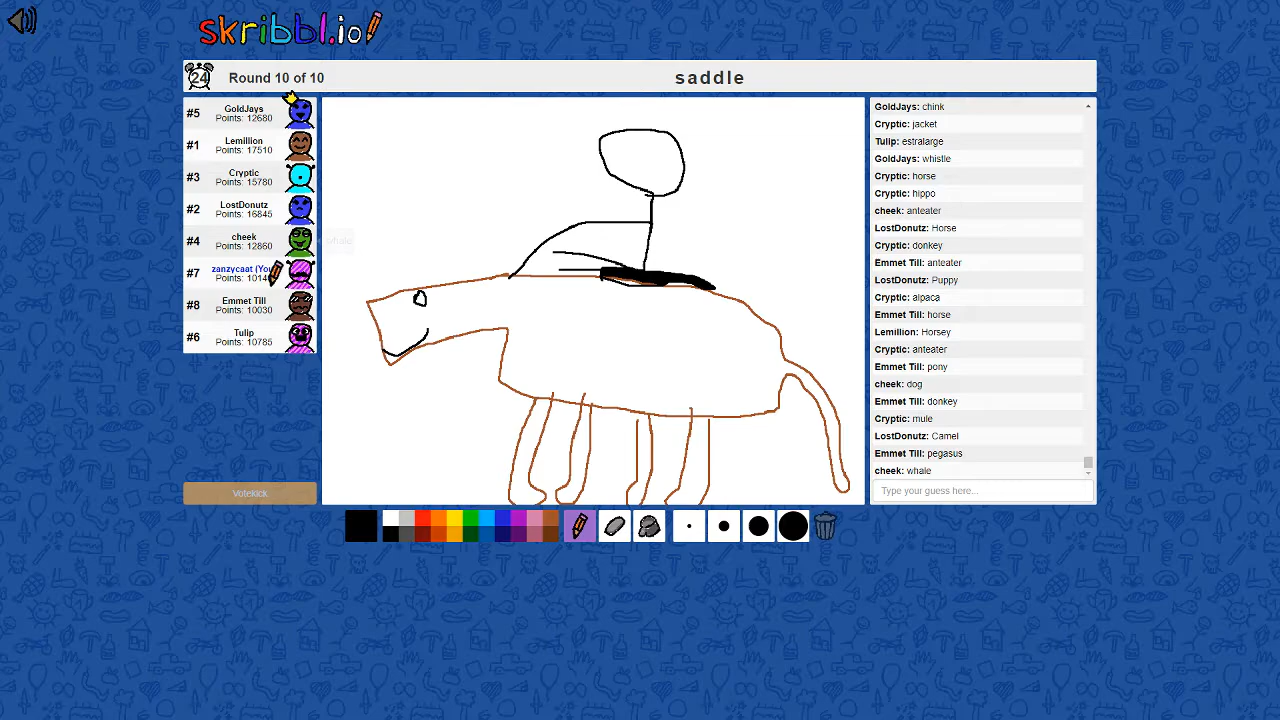 skribbl.io
24
Round 10 of 10
saddle
#5
GoldJays
Points: 12680
#1
Lemillion
Points: 17510
#3
Cryptic
Points: 15780
#2
LostDonutz
Points: 16845
#4
cheek
Points: 12860
#7
zanzycaat (You
Points: 1014
#8
Emmet Till
Points: 10030
#6
Tulip
Points: 10785
whale
Votekick
GoldJays: chink
Cryptic: jacket
Tulip: estralarge
GoldJays: whistle
Cryptic: horse
Cryptic: hippo
cheek: anteater
LostDonutz: Horse
Cryptic: donkey
Emmet Till: anteater
LostDonutz: Puppy
Cryptic: alpaca
Emmet Till: horse
Lemillion: Horsey
Cryptic: anteater
Emmet Till: pony
cheek: dog
Emmet Till: donkey
Cryptic: mule
LostDonutz: Camel
Emmet Till: pegasus
cheek: whale
Type your guess here...